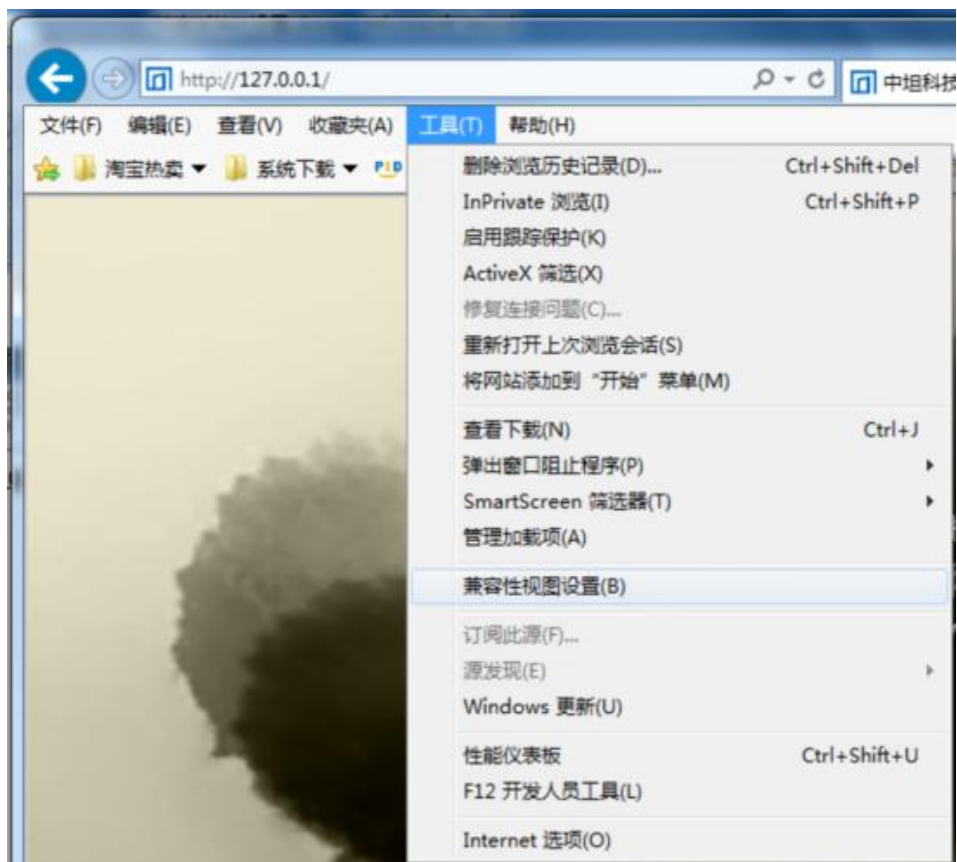 http://127.0.0.1/
中坦科技
文件(F) 编辑(E) 查看(V) 收藏夹(A) 工具(T) 帮助(H)
淘宝热卖 系统下载
删除浏览历史记录(D)... Ctrl+Shift+Del
InPrivate 浏览(I) Ctrl+Shift+P
启用跟踪保护(K)
ActiveX 筛选(X)
修复连接问题(C)...
重新打开上次浏览会话(S)
将网站添加到“开始”菜单(M)
查看下载(N) Ctrl+J
弹出窗口阻止程序(P)
SmartScreen 筛选器(T)
管理加载项(A)
兼容性视图设置(B)
订阅此源(F)...
源发现(E)
Windows 更新(U)
性能仪表板 Ctrl+Shift+U
F12 开发人员工具(L)
Internet 选项(O)